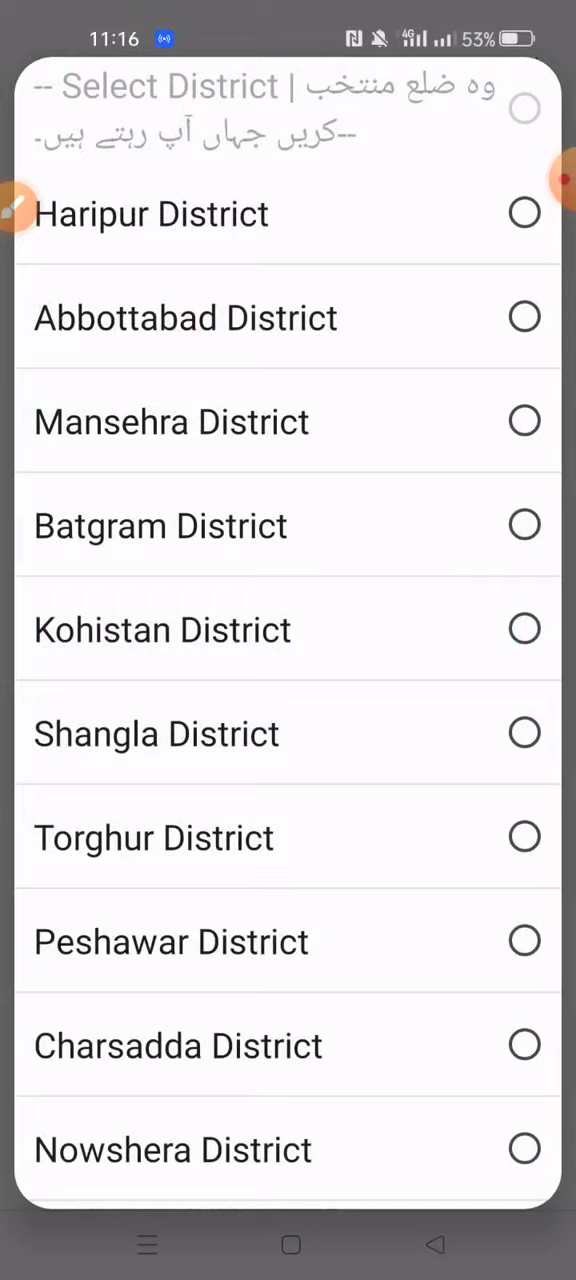 11:16 4G 53%
-- Select District | وہ ضلع منتخب
کریں جہاں آپ رہتے ہیں۔--
Haripur District
Abbottabad District
Mansehra District
Batgram District
Kohistan District
Shangla District
Torghur District
Peshawar District
Charsadda District
Nowshera District